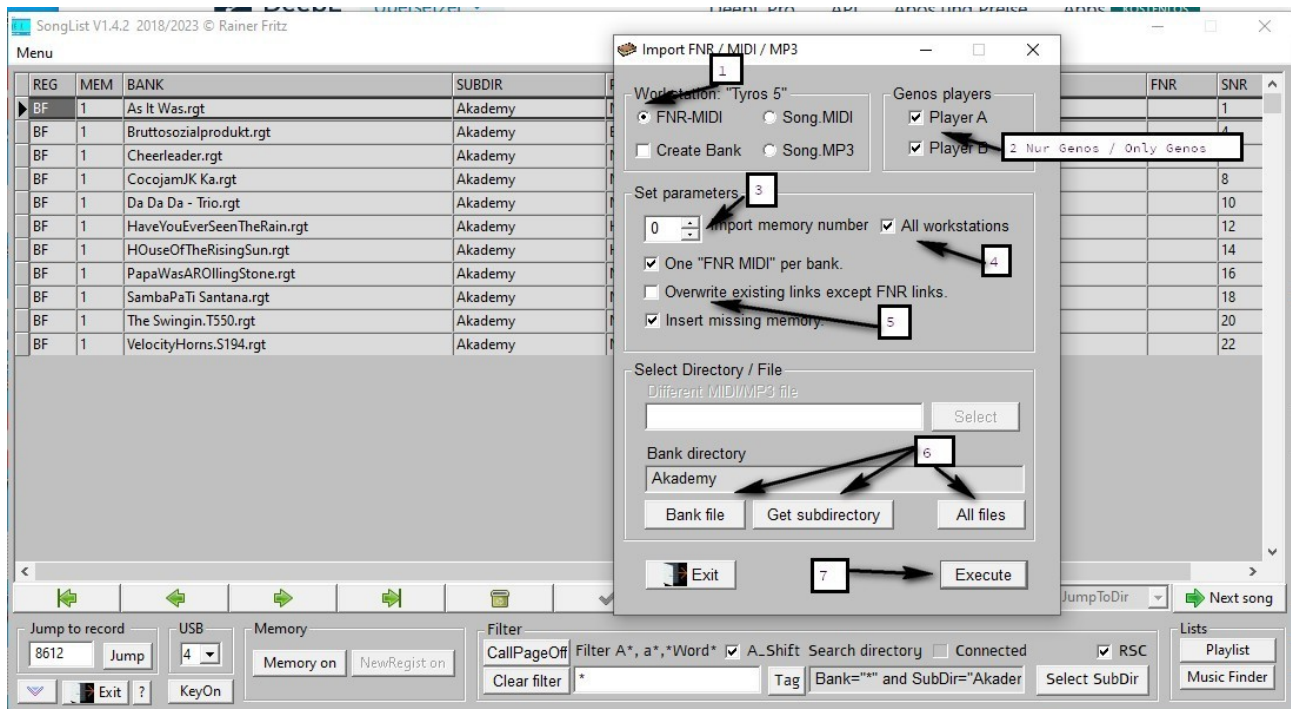 DeepL Übersetzer DeepL Pro API Apps und Preise Apps KOSTENLOS
SongList V1.4.2 2018/2023 © Rainer Fritz
Menu
REG MEM BANK SUBDIR FNR SNR
BF 1 As It Was.rgt Akademy 1
BF 1 Bruttosozialprodukt.rgt Akademy
BF 1 Cheerleader.rgt Akademy
BF 1 CocojamJK Ka.rgt Akademy 8
BF 1 Da Da Da - Trio.rgt Akademy 10
BF 1 HaveYouEverSeenTheRain.rgt Akademy 12
BF 1 HOuseOfTheRisingSun.rgt Akademy 14
BF 1 PapaWasAROllingStone.rgt Akademy 16
BF 1 SambaPaTi Santana.rgt Akademy 18
BF 1 The Swingin.T550.rgt Akademy 20
BF 1 VelocityHorns.S194.rgt Akademy 22
Import FNR / MIDI / MP3
1
Workstation: "Tyros 5" Genos players
FNR-MIDI Song.MIDI Player A
Create Bank Song.MP3 Player B
2 Nur Genos / Only Genos
Set parameters 3
0 Import memory number All workstations
4
One "FNR MIDI" per bank.
Overwrite existing links except FNR links.
Insert missing memory. 5
Select Directory / File
Different MIDI/MP3 file
Select
Bank directory 6
Akademy
Bank file Get subdirectory All files
Exit 7 Execute
JumpToDir Next song
Jump to record USB Memory Filter Lists
8612 Jump 4 Memory on NewRegist on CallPageOff Filter A*, a*,*Word* A_Shift Search directory Connected RSC Playlist
Exit ? KeyOn Clear filter * Tag Bank="*" and SubDir="Akader Select SubDir Music Finder